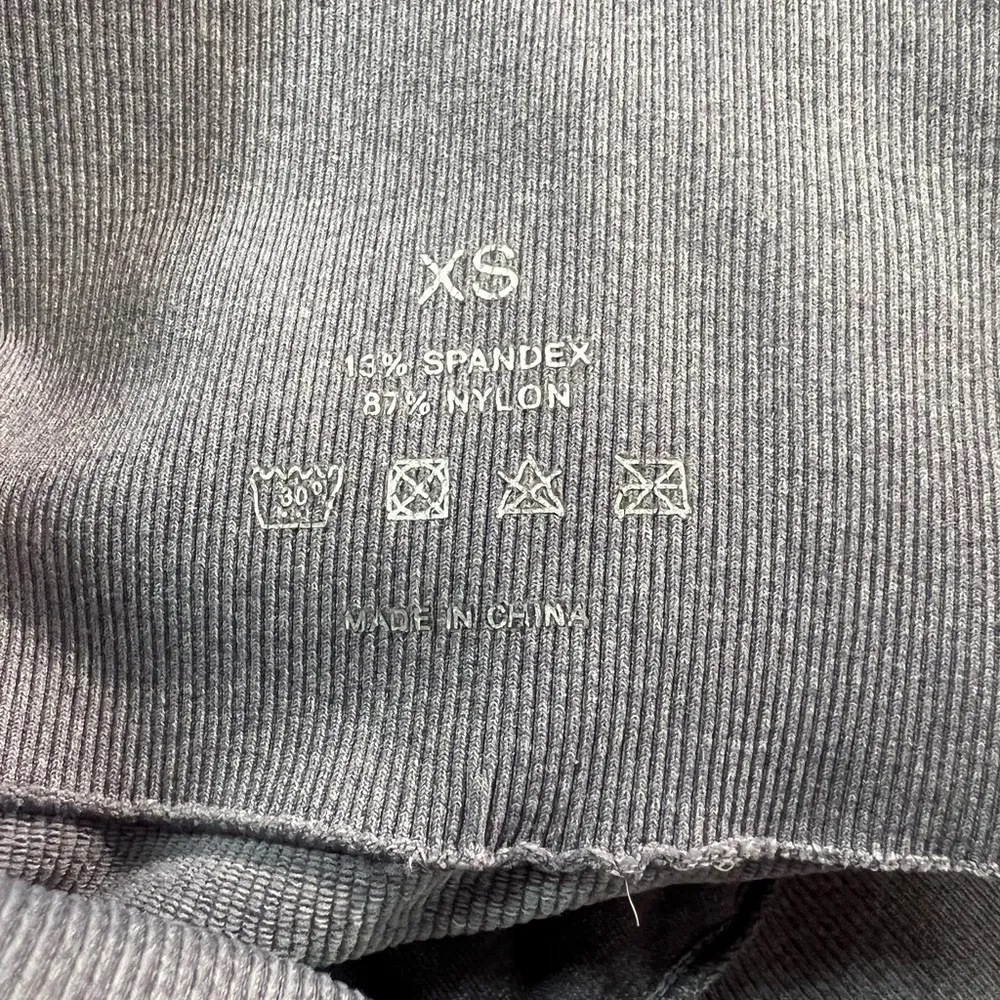 XS
13% SPANDEX
87% NYLON
30°
MADE IN CHINA